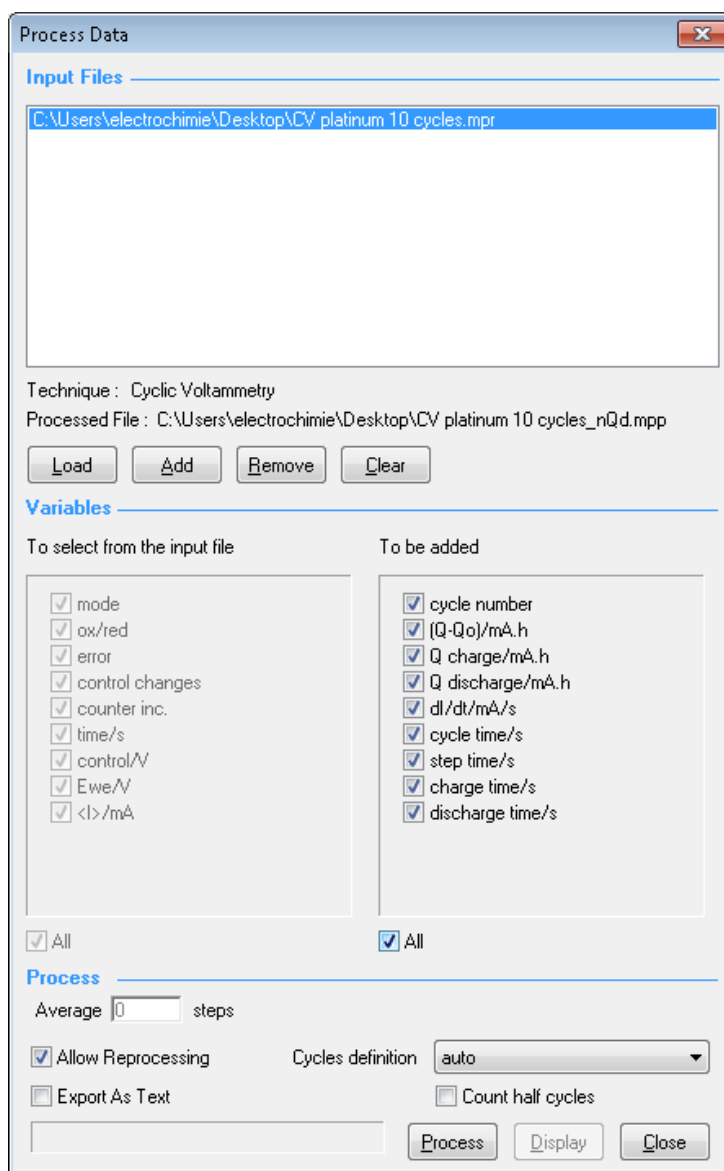 Process Data
Input Files
C:\Users\electrochimie\Desktop\CV platinum 10 cycles.mpr
Technique : Cyclic Voltammetry
Processed File : C:\Users\electrochimie\Desktop\CV platinum 10 cycles_nQd.mpp
Load Add Remove Clear
Variables
To select from the input file To be added
mode cycle number
ox/red (Q-Qo)/mA.h
error Q charge/mA.h
control changes Q discharge/mA.h
counter inc. dI/dt/mA/s
time/s cycle time/s
control/V step time/s
Ewe/V charge time/s
<I>/mA discharge time/s
All All
Process
Average 0 steps
Allow Reprocessing Cycles definition auto
Export As Text Count half cycles
Process Display Close